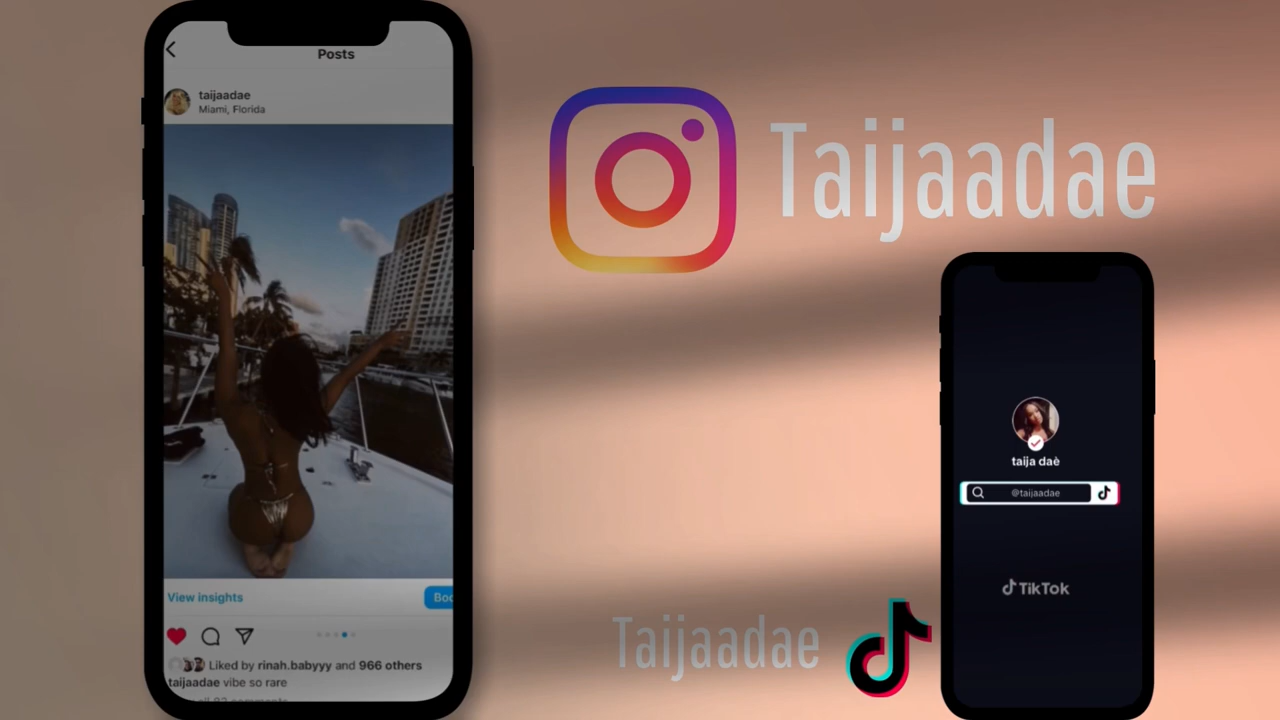 Posts
taijaadae
Miami, Florida
View insights
Liked by rinah.babyyy and 966 others
taijaadae vibe so rare
Taijaadae
taija daè
@taijaadae
TikTok
Taijaadae